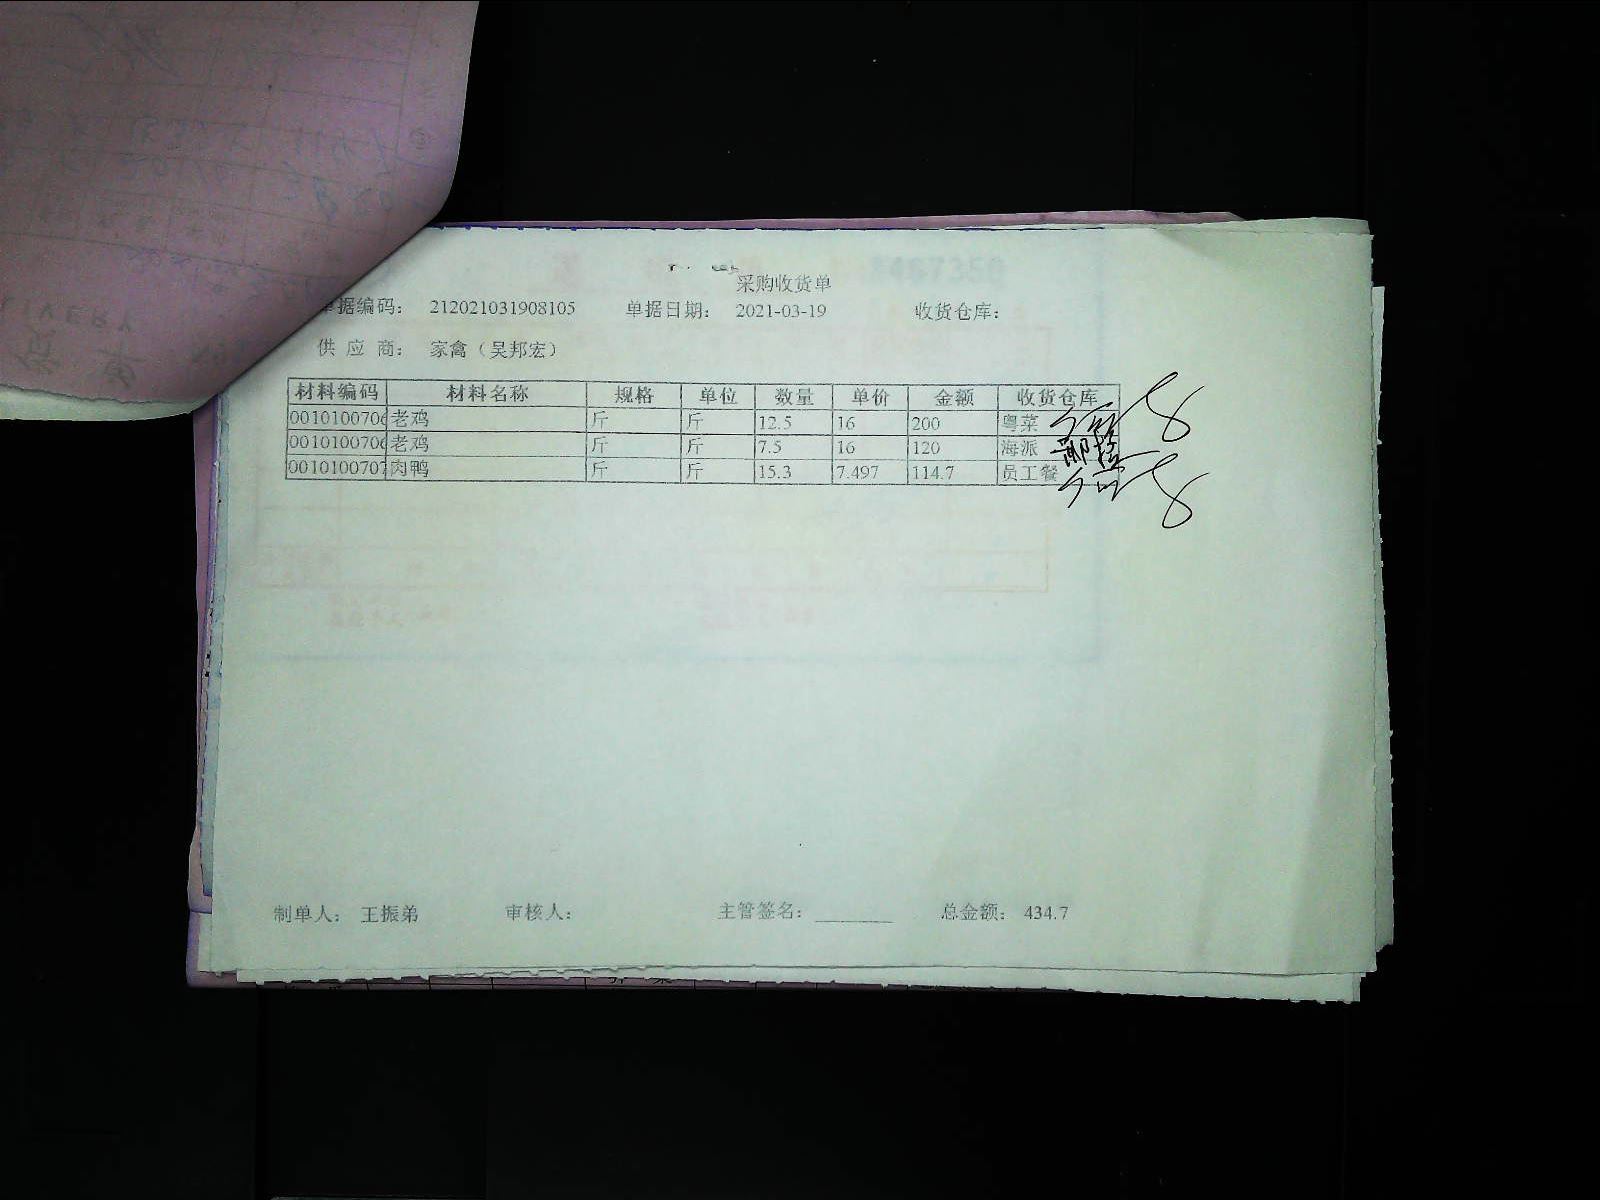 采购收货单
单据编码： 212021031908105 单据日期： 2021-03-19 收货仓库：
供 应 商： 家禽（吴邦宏）
材料编码 材料名称 规格 单位 数量 单价 金额 收货仓库
0010100706 老鸡 斤 斤 12.5 16 200 粤菜
0010100706 老鸡 斤 斤 7.5 16 120 海派
0010100707 肉鸭 斤 斤 15.3 7.497 114.7 员工餐
制单人： 王振弟 审核人： 主管签名： ________ 总金额： 434.7